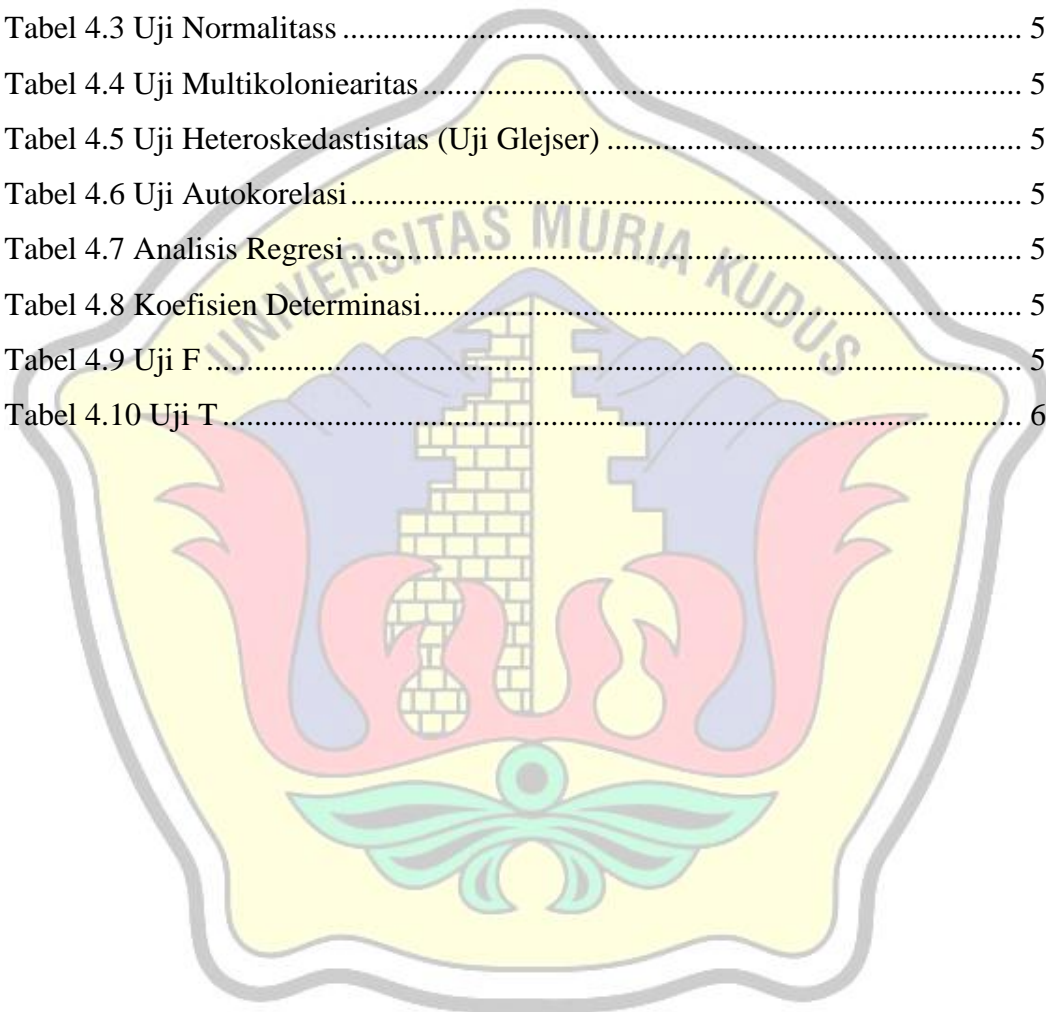 Tabel 4.3 Uji Normalitass ........................................................................................ 5
Tabel 4.4 Uji Multikoloniearitas ............................................................................. 5
Tabel 4.5 Uji Heteroskedastisitas (Uji Glejser) ...................................................... 5
Tabel 4.6 Uji Autokorelasi ....................................................................................... 5
Tabel 4.7 Analisis Regresi ....................................................................................... 5
Tabel 4.8 Koefisien Determinasi .............................................................................. 5
Tabel 4.9 Uji F ......................................................................................................... 5
Tabel 4.10 Uji T ....................................................................................................... 6
UNIVERSITAS MURIA KUDUS